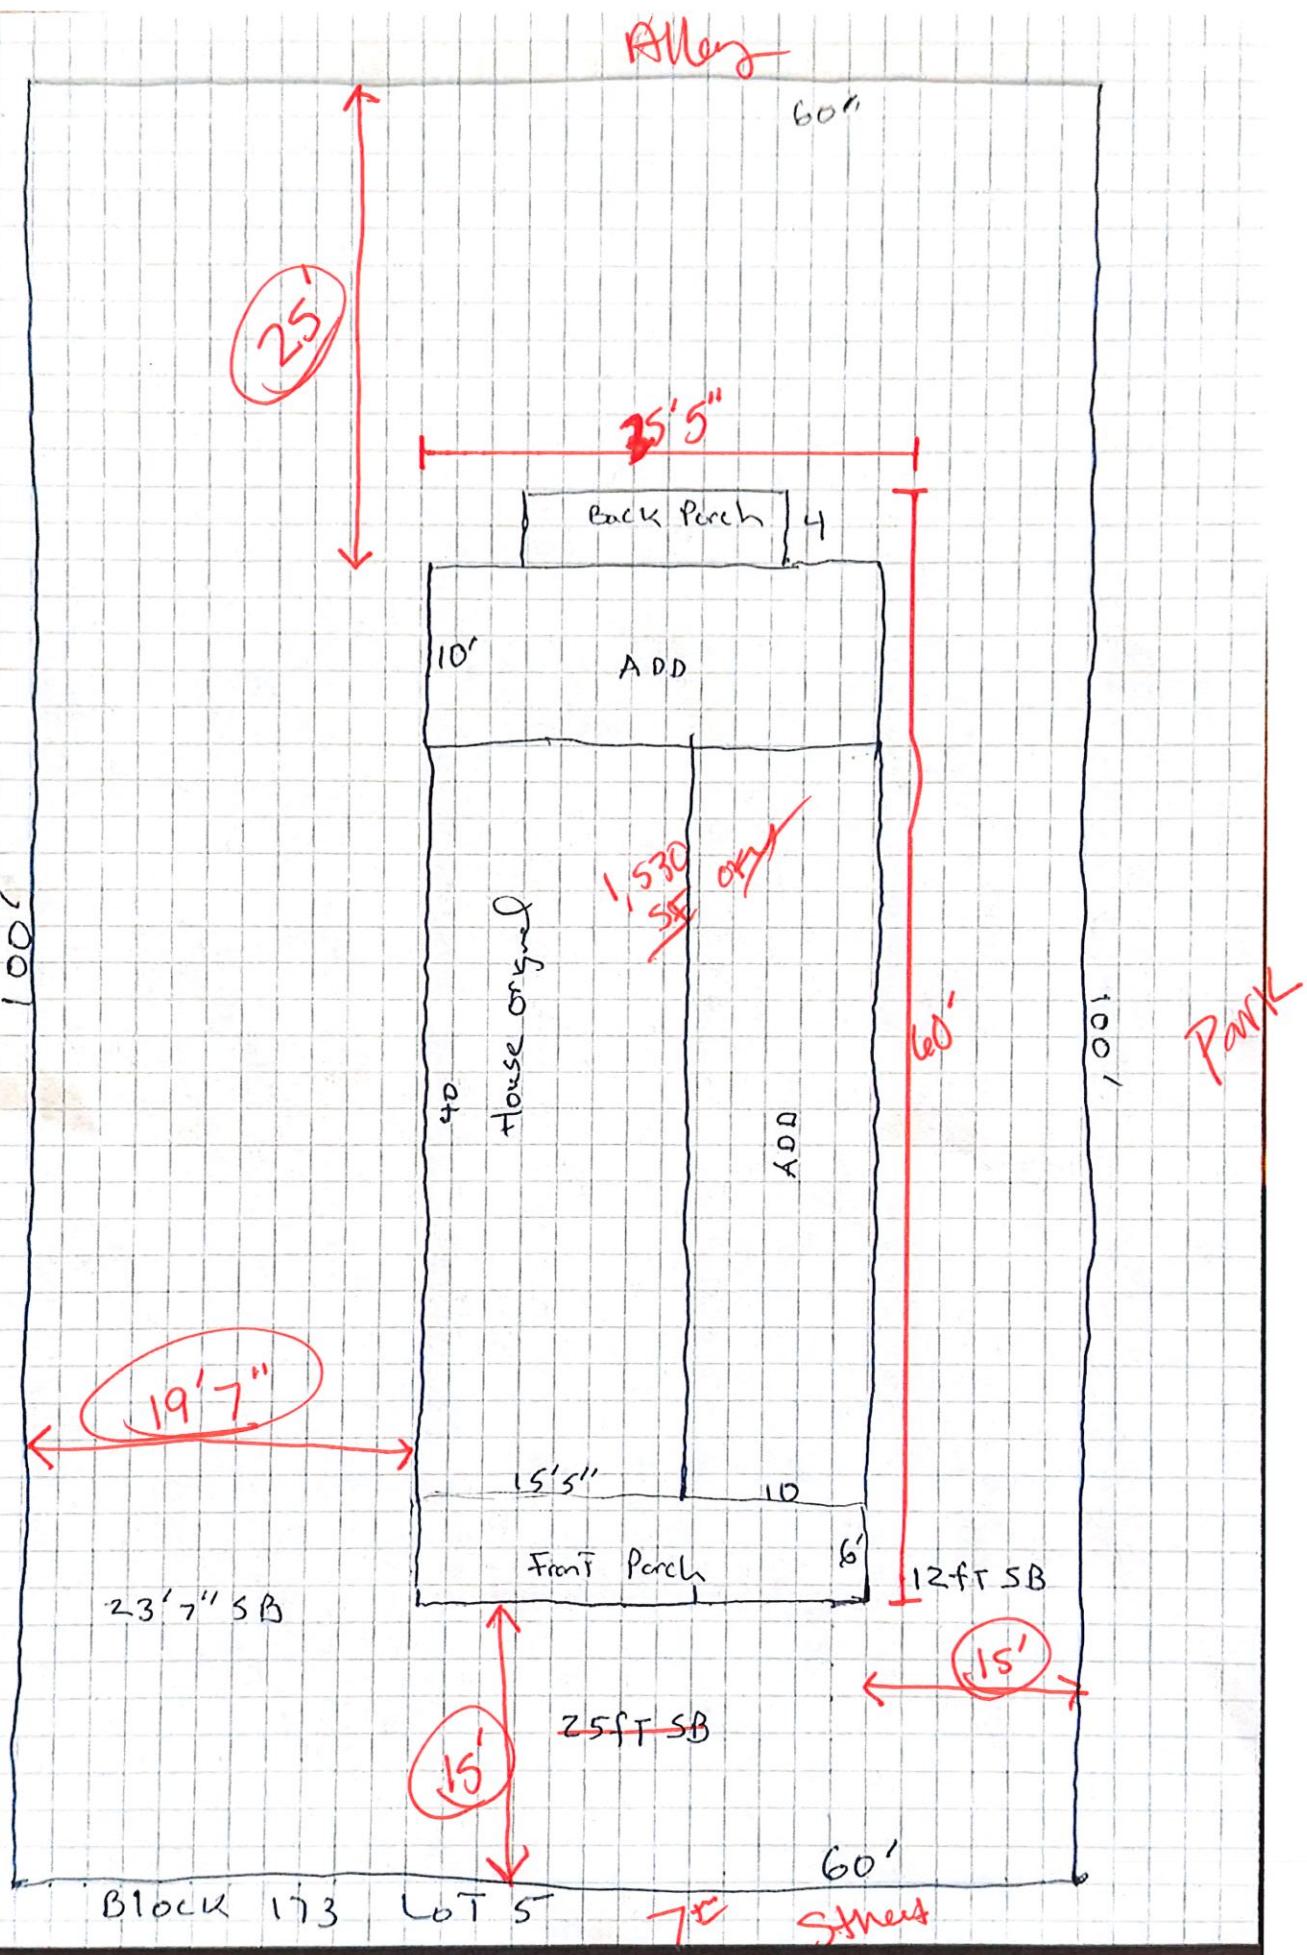 Alley
60"
25'
25'5"
Back Porch 4
10' ADD
1,530
SF
House original
100'
40
60'
100'
Park
ADD
19'7"
15'5" 10
Front Porch 6'
23'7" SB
12fT SB
15'
25fT SB
15'
60'
Block 173 LoT 5
7th Street